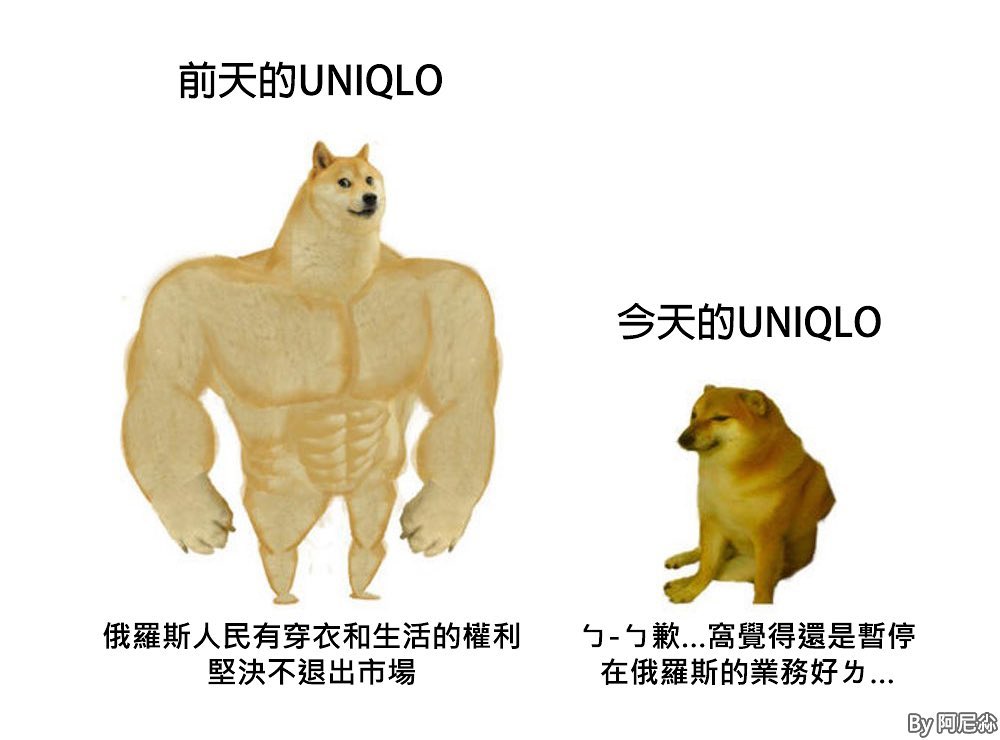 前天的UNIQLO
俄羅斯人民有穿衣和生活的權利
堅決不退出市場
今天的UNIQLO
ㄅ-ㄅ歉...窩覺得還是暫停
在俄羅斯的業務好ㄌ...
By 阿尼尛